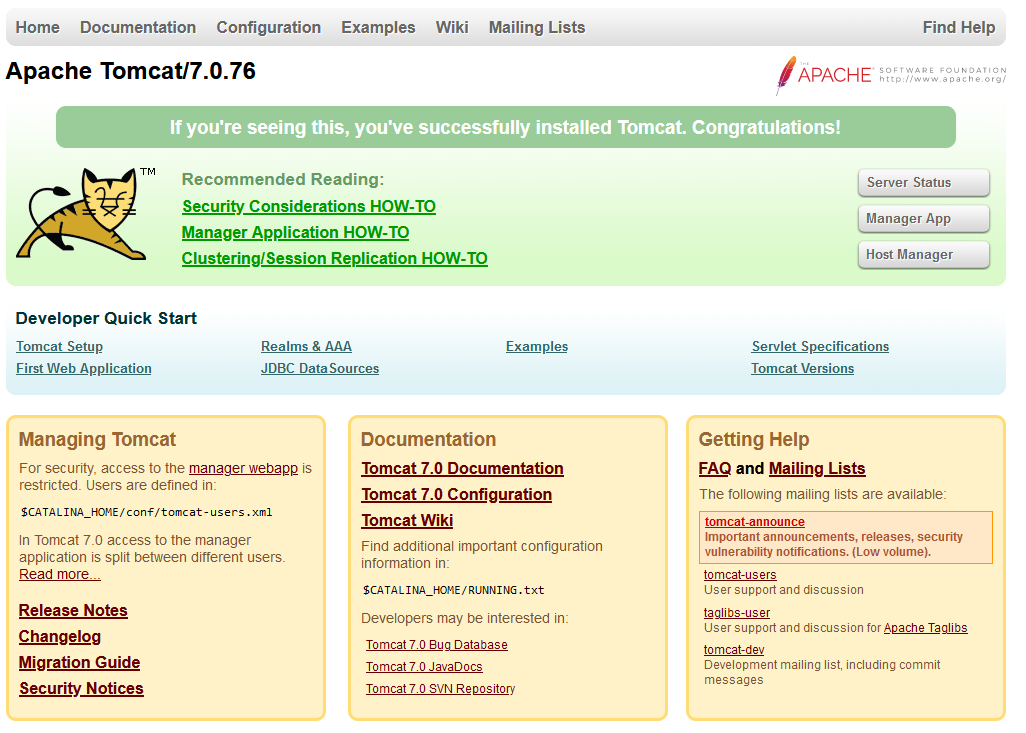 Home Documentation Configuration Examples Wiki Mailing Lists Find Help
Apache Tomcat/7.0.76
THE
APACHE™ SOFTWARE FOUNDATION
http://www.apache.org/
If you're seeing this, you've successfully installed Tomcat. Congratulations!
TM
Recommended Reading:
Security Considerations HOW-TO
Manager Application HOW-TO
Clustering/Session Replication HOW-TO
Server Status
Manager App
Host Manager
Developer Quick Start
Tomcat Setup
First Web Application
Realms & AAA
JDBC DataSources
Examples
Servlet Specifications
Tomcat Versions
Managing Tomcat
For security, access to the manager webapp is
restricted. Users are defined in:
$CATALINA_HOME/conf/tomcat-users.xml
In Tomcat 7.0 access to the manager
application is split between different users.
Read more...
Release Notes
Changelog
Migration Guide
Security Notices
Documentation
Tomcat 7.0 Documentation
Tomcat 7.0 Configuration
Tomcat Wiki
Find additional important configuration
information in:
$CATALINA_HOME/RUNNING.txt
Developers may be interested in:
Tomcat 7.0 Bug Database
Tomcat 7.0 JavaDocs
Tomcat 7.0 SVN Repository
Getting Help
FAQ and Mailing Lists
The following mailing lists are available:
tomcat-announce
Important announcements, releases, security
vulnerability notifications. (Low volume).
tomcat-users
User support and discussion
taglibs-user
User support and discussion for Apache Taglibs
tomcat-dev
Development mailing list, including commit
messages